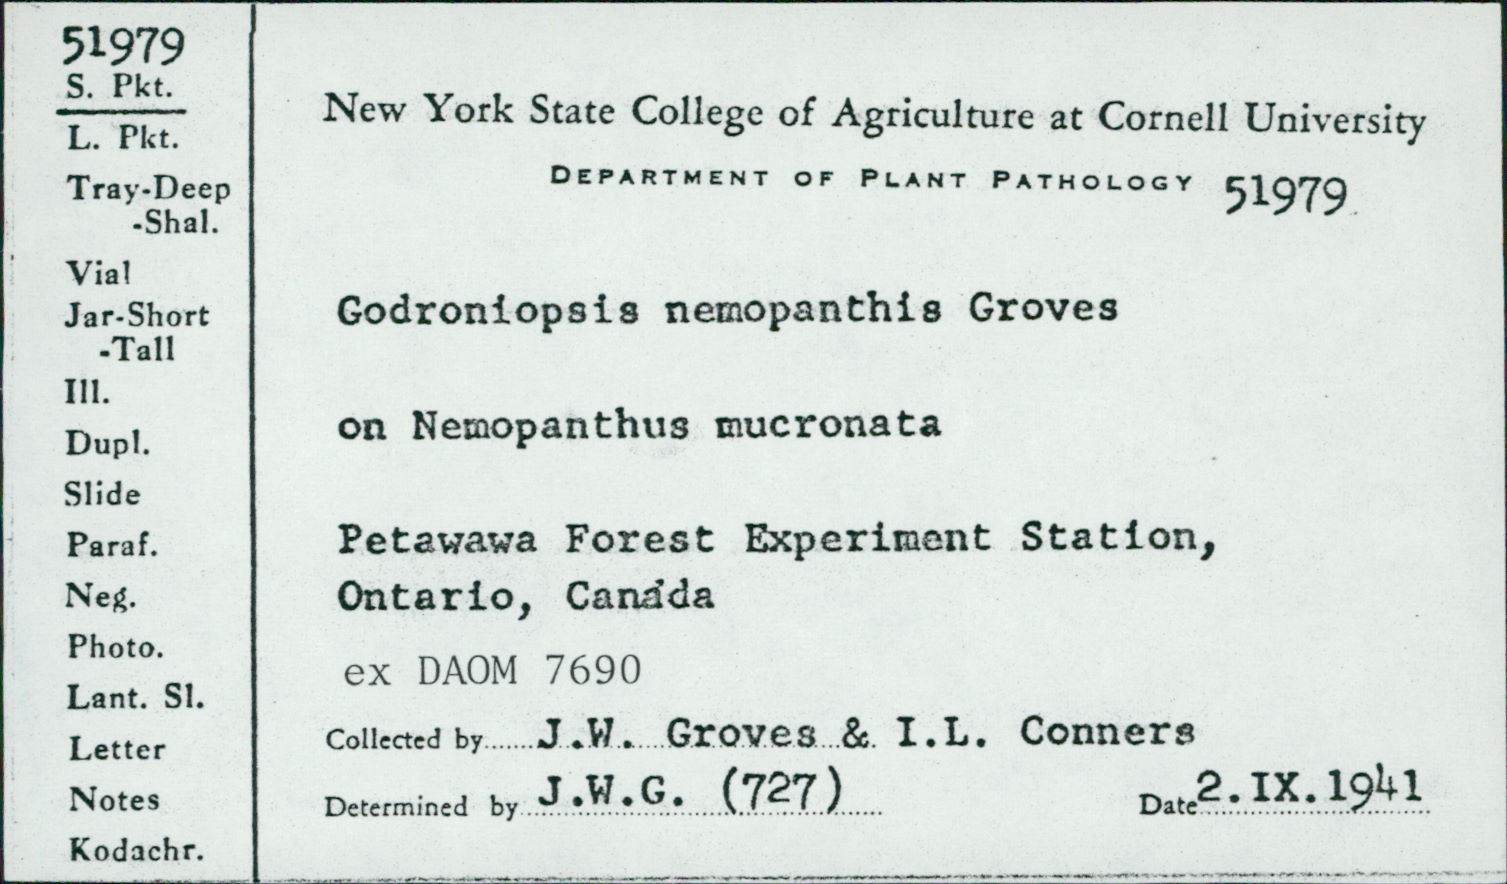 51979
S. Pkt.
L. Pkt.
Tray-Deep
-Shal.
Vial
Jar-Short
-Tall
Ill.
Dupl.
Slide
Paraf.
Neg.
Photo.
Lant. Sl.
Letter
Notes
Kodachr.
New York State College of Agriculture at Cornell University
DEPARTMENT OF PLANT PATHOLOGY 51979
Godroniopsis nemopanthis Groves
on Nemopanthus mucronata
Petawawa Forest Experiment Station,
Ontario, Canada
ex DAOM 7690
Collected by J.W. Groves & I.L. Conners
Determined by J.W.G. (727) Date 2.IX.1941